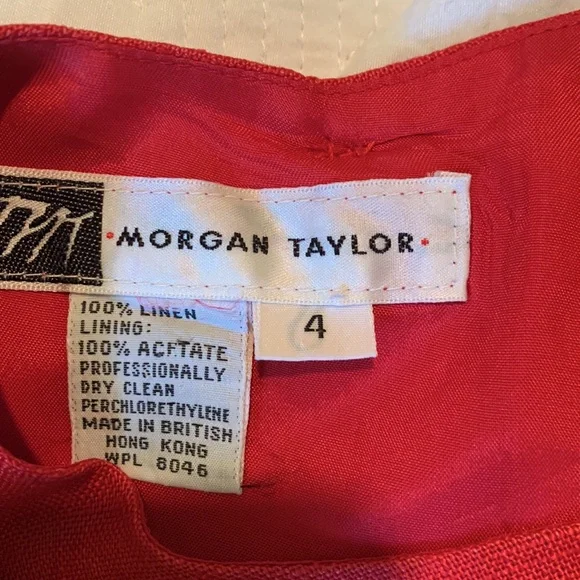 ·MORGAN TAYLOR·
100% LINEN
LINING:
100% ACETATE
PROFESSIONALLY
DRY CLEAN
PERCHLORETHYLENE
MADE IN BRITISH
HONG KONG
WPL 8046
4